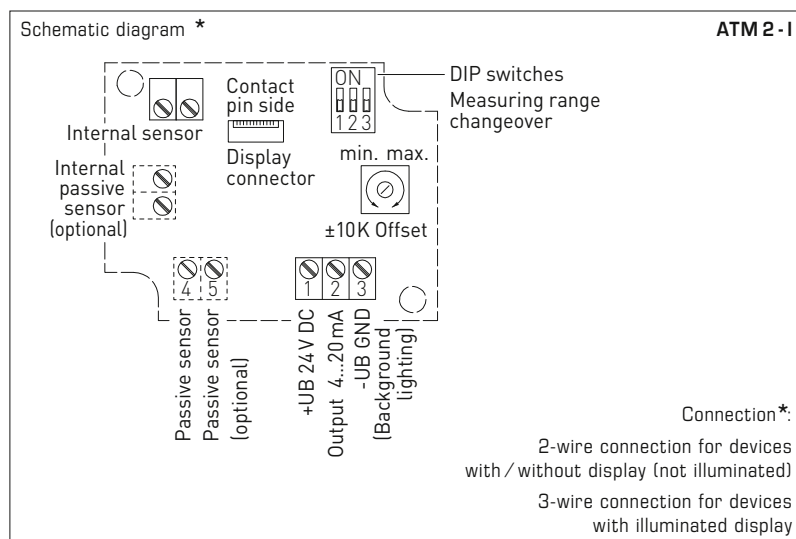 Schematic diagram *
ATM 2 - I
ON
1 2 3
DIP switches
Measuring range
changeover
Contact
pin side
Internal sensor
Display
connector
min. max.
±10K Offset
Internal
passive
sensor
(optional)
4 5
1 2 3
Passive sensor
Passive sensor
(optional)
+UB 24V DC
Output 4...20mA
-UB GND
(Background
lighting)
Connection*:
2-wire connection for devices
with / without display (not illuminated)
3-wire connection for devices
with illuminated display